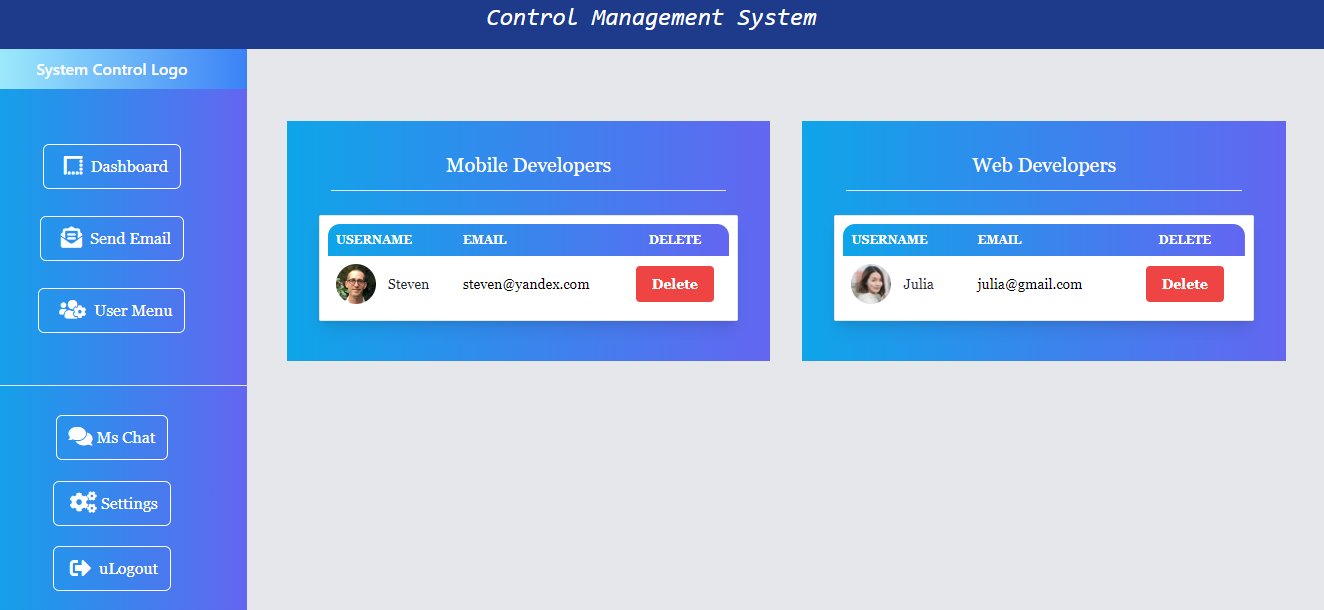 Control Management System
System Control Logo
Dashboard
Send Email
User Menu
Ms Chat
Settings
uLogout
Mobile Developers
USERNAME EMAIL DELETE
Steven steven@yandex.com Delete
Web Developers
USERNAME EMAIL DELETE
Julia julia@gmail.com Delete